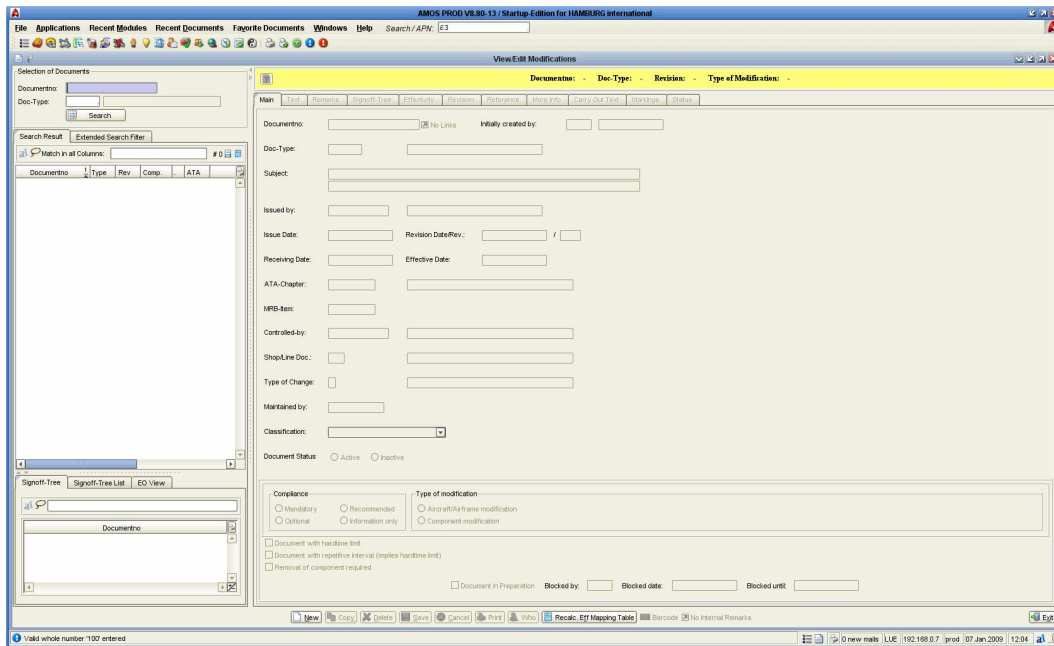 AMOS PROD V8.80-13 / Startup-Edition for HAMBURG international
File Applications Recent Modules Recent Documents Favorite Documents Windows Help Search / APN: 63
View/Edit Modifications
Selection of Documents
Documentno:
Doc-Type:
Search
Search Result Extended Search Filter
Match in all Columns: # 0
Documentno Type Rev Comp. .. ATA
Signoff-Tree Signoff-Tree List EO View
Documentno
Documentno: - Doc-Type: - Revision: - Type of Modification: -
Main Text Remarks Signoff-Tree Effectivity Revision Reference More Info Carry Out Text Markings Status
Documentno: No Links Initially created by:
Doc-Type:
Subject:
Issued by:
Issue Date: Revision Date/Rev.: /
Receiving Date: Effective Date:
ATA-Chapter:
MRB-Item:
Controlled-by:
Shop/Line Doc.:
Type of Change:
Maintained by:
Classification:
Document Status Active Inactive
Compliance
Mandatory Recommended
Optional Information only
Type of modification
Aircraft/Airframe modification
Component modification
Document with hardtime limit
Document with repetitive interval (implies hardtime limit)
Removal of component required
Document in Preparation Blocked by: Blocked date: Blocked until:
New Copy Delete Save Cancel Print Who Recalc. Eff Mapping Table Barcode No Internal Remarks Exit
Valid whole number '100' entered
0 new mails LUE 192.168.0.7 prod 07.Jan.2009 12:04